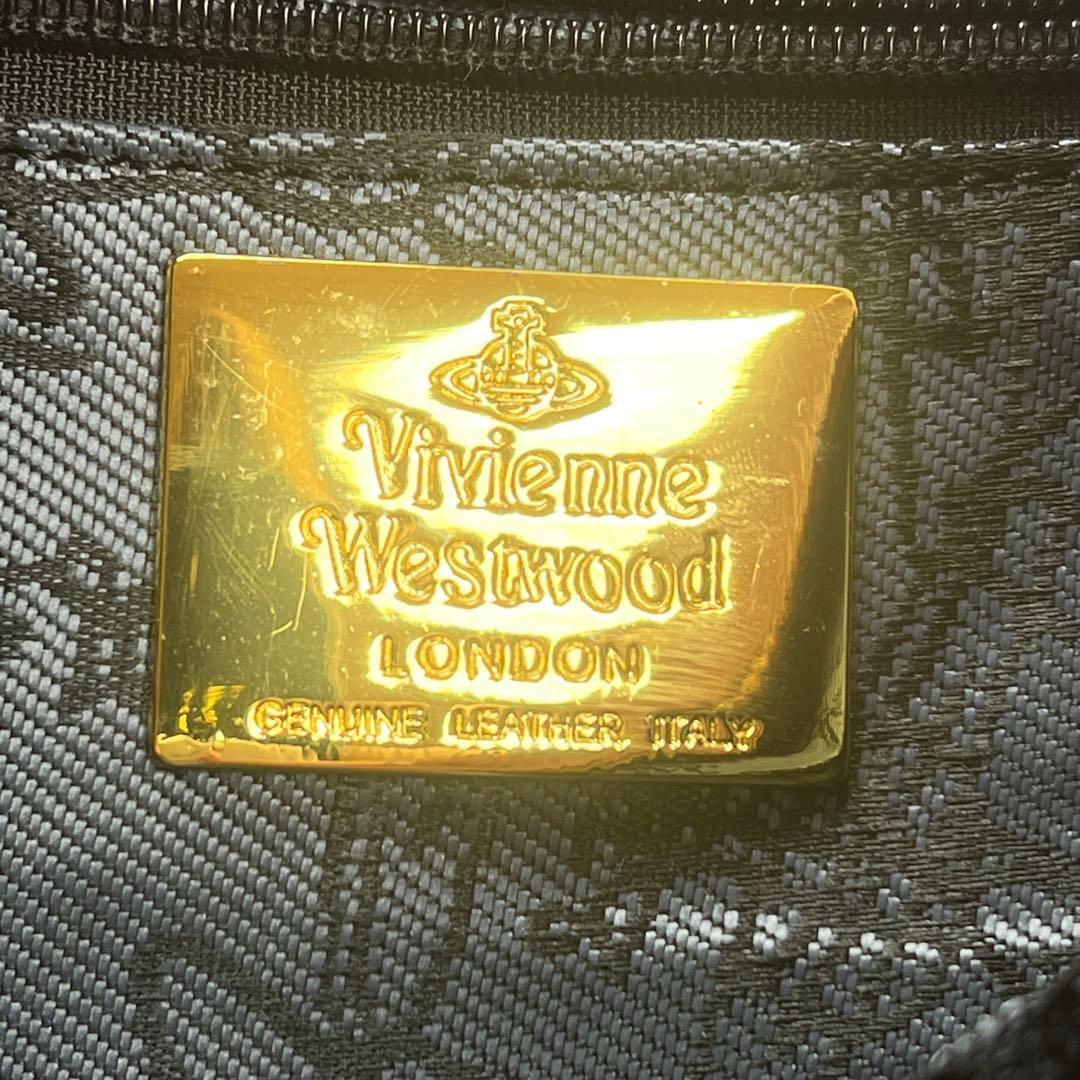 Vivienne
Westwood
LONDON
GENUINE LEATHER, ITALY